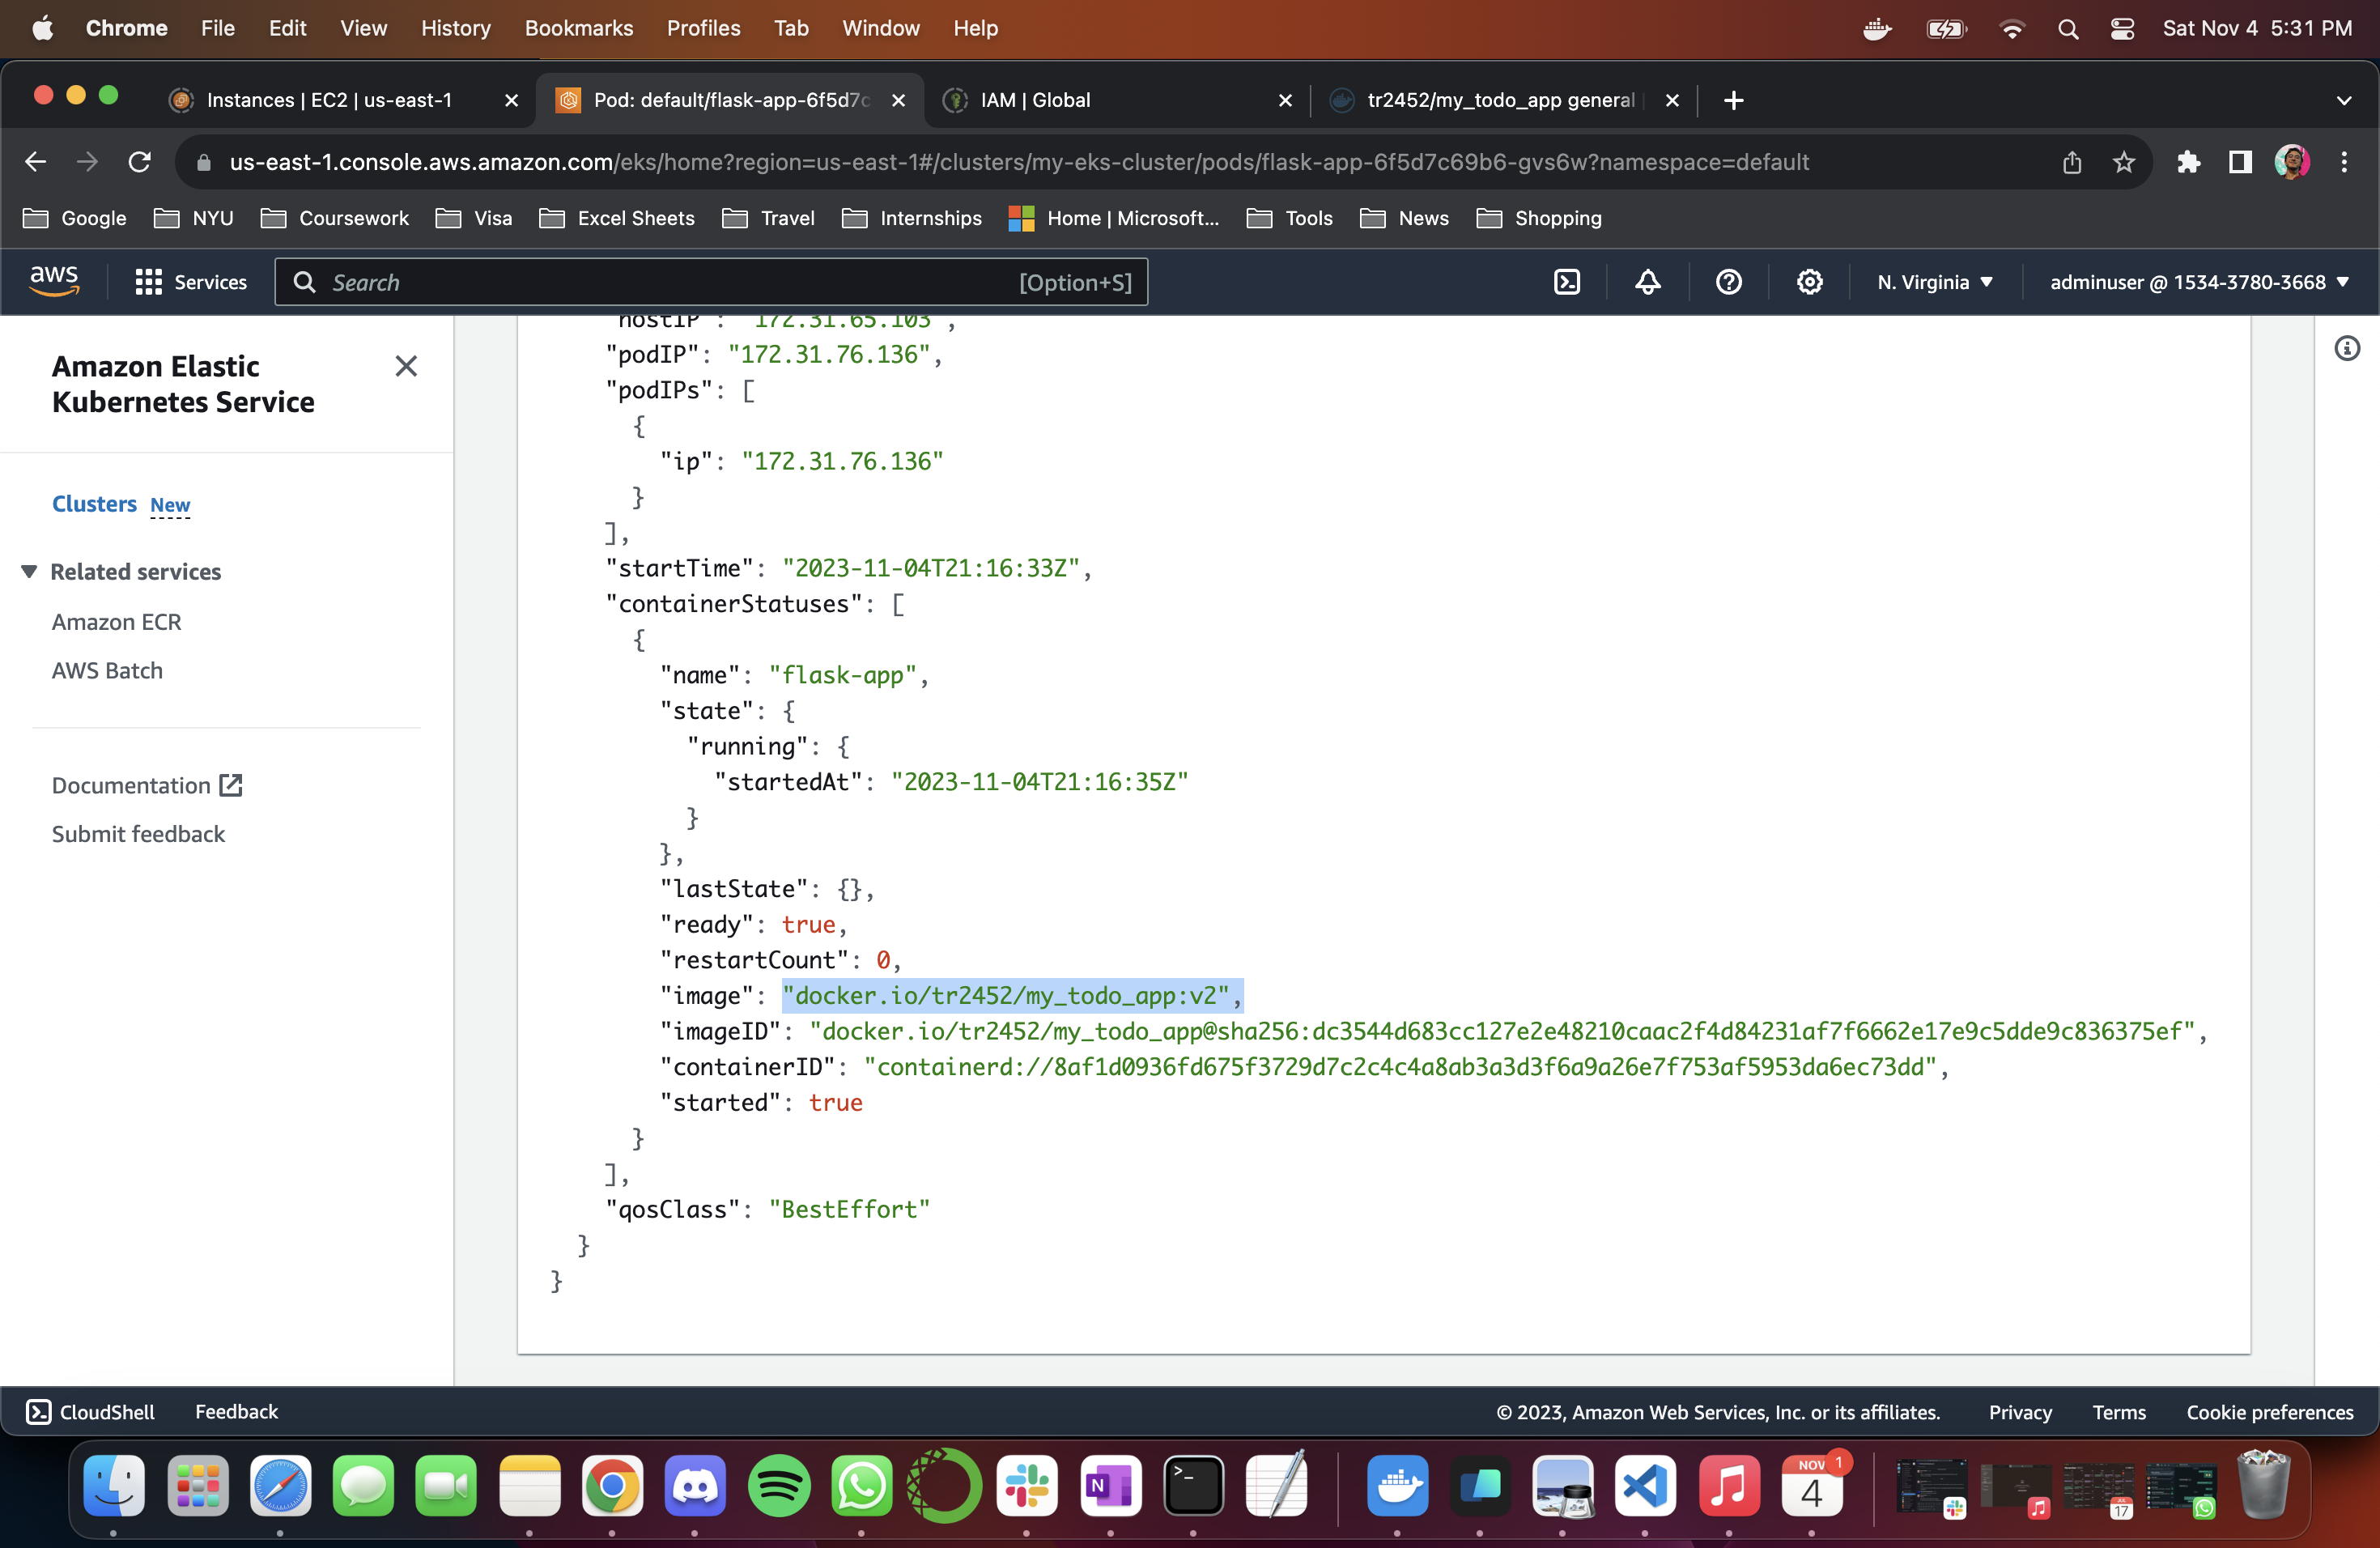 Chrome File Edit View History Bookmarks Profiles Tab Window Help Sat Nov 4 5:31 PM
Instances | EC2 | us-east-1 Pod: default/flask-app-6f5d7c IAM | Global tr2452/my_todo_app general
us-east-1.console.aws.amazon.com/eks/home?region=us-east-1#/clusters/my-eks-cluster/pods/flask-app-6f5d7c69b6-gvs6w?namespace=default
Google NYU Coursework Visa Excel Sheets Travel Internships Home | Microsoft... Tools News Shopping
aws Services Search [Option+S] N. Virginia adminuser @ 1534-3780-3668
Amazon Elastic
Kubernetes Service
Clusters New
Related services
Amazon ECR
AWS Batch
Documentation
Submit feedback
"hostIP": "172.31.65.103",
"podIP": "172.31.76.136",
"podIPs": [
{
"ip": "172.31.76.136"
}
],
"startTime": "2023-11-04T21:16:33Z",
"containerStatuses": [
{
"name": "flask-app",
"state": {
"running": {
"startedAt": "2023-11-04T21:16:35Z"
}
},
"lastState": {},
"ready": true,
"restartCount": 0,
"image": "docker.io/tr2452/my_todo_app:v2",
"imageID": "docker.io/tr2452/my_todo_app@sha256:dc3544d683cc127e2e48210caac2f4d84231af7f6662e17e9c5dde9c836375ef",
"containerID": "containerd://8af1d0936fd675f3729d7c2c4c4a8ab3a3d3f6a9a26e7f753af5953da6ec73dd",
"started": true
}
],
"qosClass": "BestEffort"
}
}
CloudShell Feedback © 2023, Amazon Web Services, Inc. or its affiliates. Privacy Terms Cookie preferences
N
>_
NOV 1
4
17